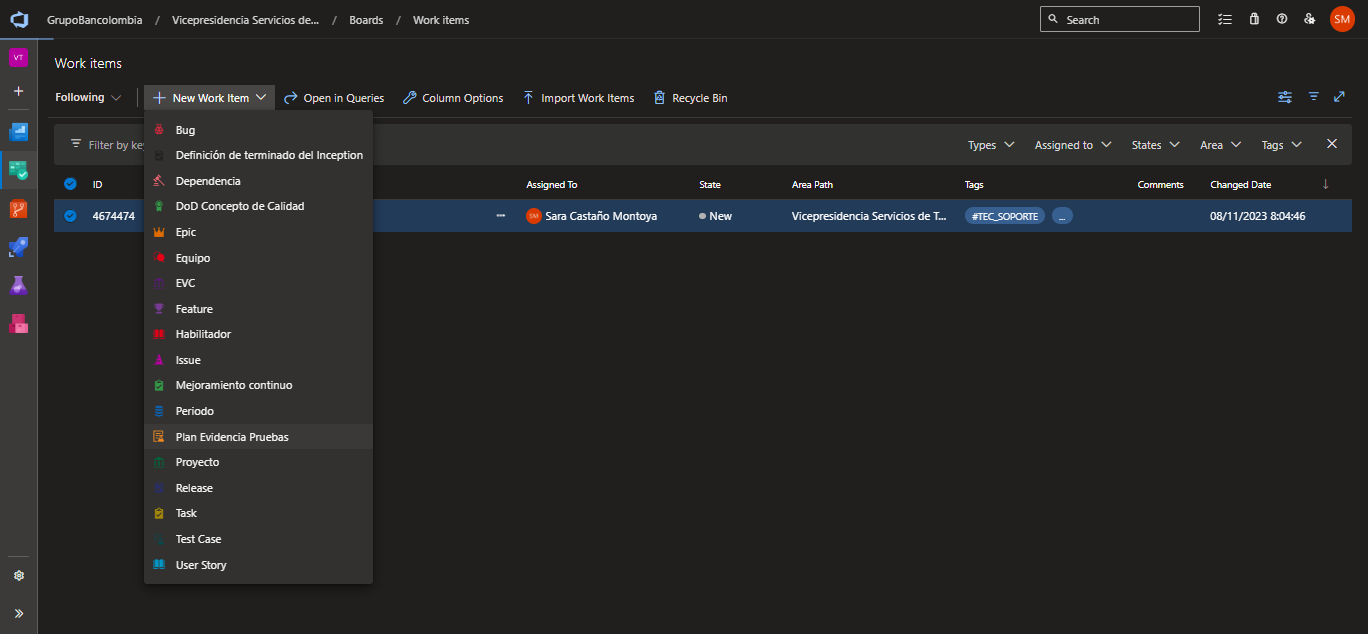 GrupoBancolombia / Vicepresidencia Servicios de... / Boards / Work items
Search
SM
VT
Work items
Following
New Work Item
Open in Queries
Column Options
Import Work Items
Recycle Bin
Filter by ke
Types
Assigned to
States
Area
Tags
ID
Assigned To
State
Area Path
Tags
Comments
Changed Date
4674474
...
SM Sara Castaño Montoya
New
Vicepresidencia Servicios de T...
#TEC_SOPORTE
...
08/11/2023 8:04:46
Bug
Definición de terminado del Inception
Dependencia
DoD Concepto de Calidad
Epic
Equipo
EVC
Feature
Habilitador
Issue
Mejoramiento continuo
Periodo
Plan Evidencia Pruebas
Proyecto
Release
Task
Test Case
User Story